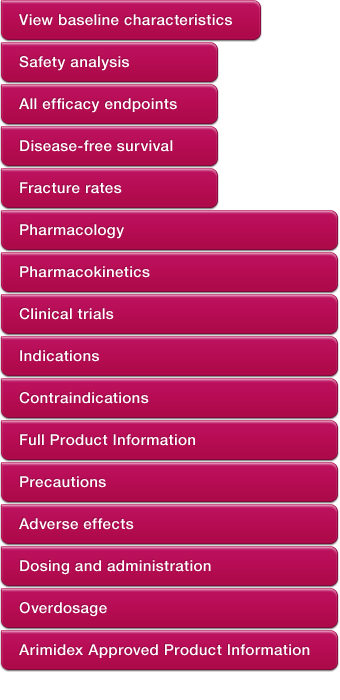 View baseline characteristics
Safety analysis
All efficacy endpoints
Disease-free survival
Fracture rates
Pharmacology
Pharmacokinetics
Clinical trials
Indications
Contraindications
Full Product Information
Precautions
Adverse effects
Dosing and administration
Overdosage
Arimidex Approved Product Information